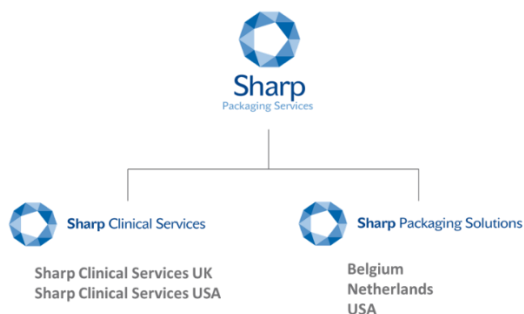 Sharp
Packaging Services
Sharp Clinical Services
Sharp Clinical Services UK
Sharp Clinical Services USA
Sharp Packaging Solutions
Belgium
Netherlands
USA